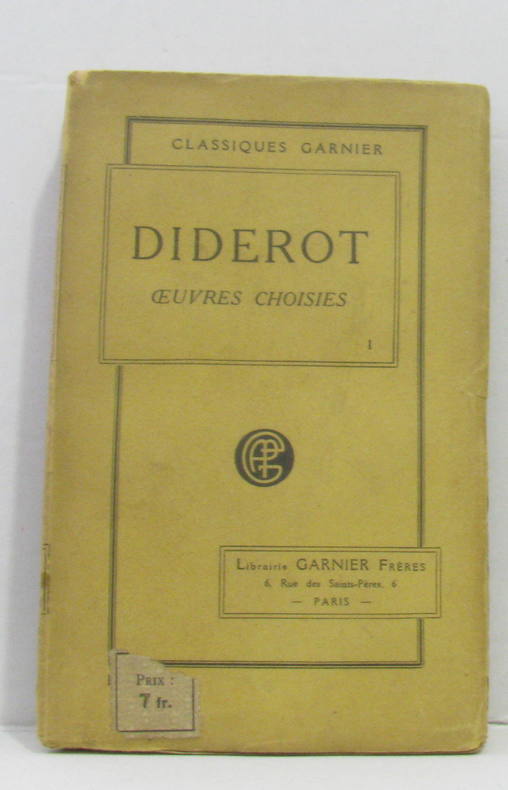 CLASSIQUES GARNIER
DIDEROT
ŒUVRES CHOISIES
I
Librairie GARNIER FRÈRES
6, Rue des Saints-Pères, 6
— PARIS —
PRIX :
7 fr.